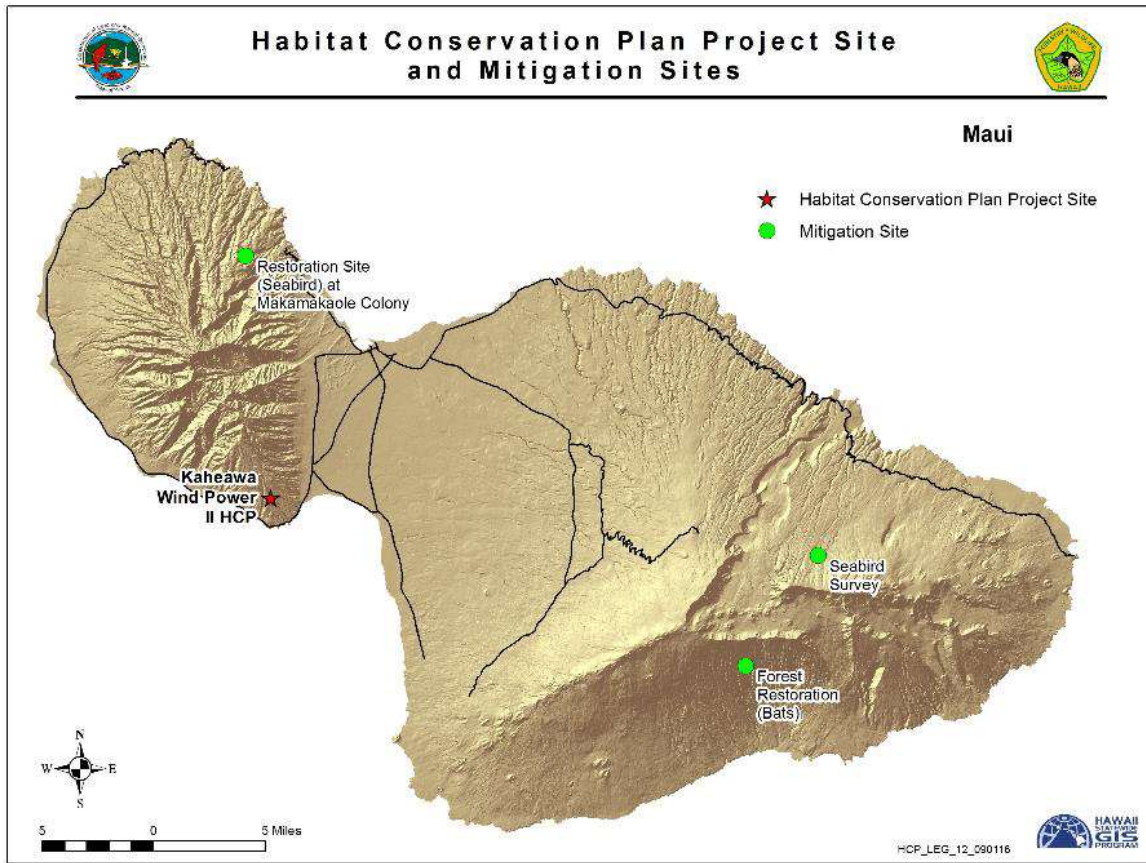 Habitat Conservation Plan Project Site
and Mitigation Sites
Maui
Habitat Conservation Plan Project Site
Mitigation Site
Restoration Site
(Seabird) at
Makamakaole Colony
Kaheawa
Wind Power
II HCP
Seabird
Survey
Forest
Restoration
(Bats)
N
W E
S
5 0 5 Miles
HCP_LEG_12_090116
HAWAII
STATEWIDE
GIS
PROGRAM